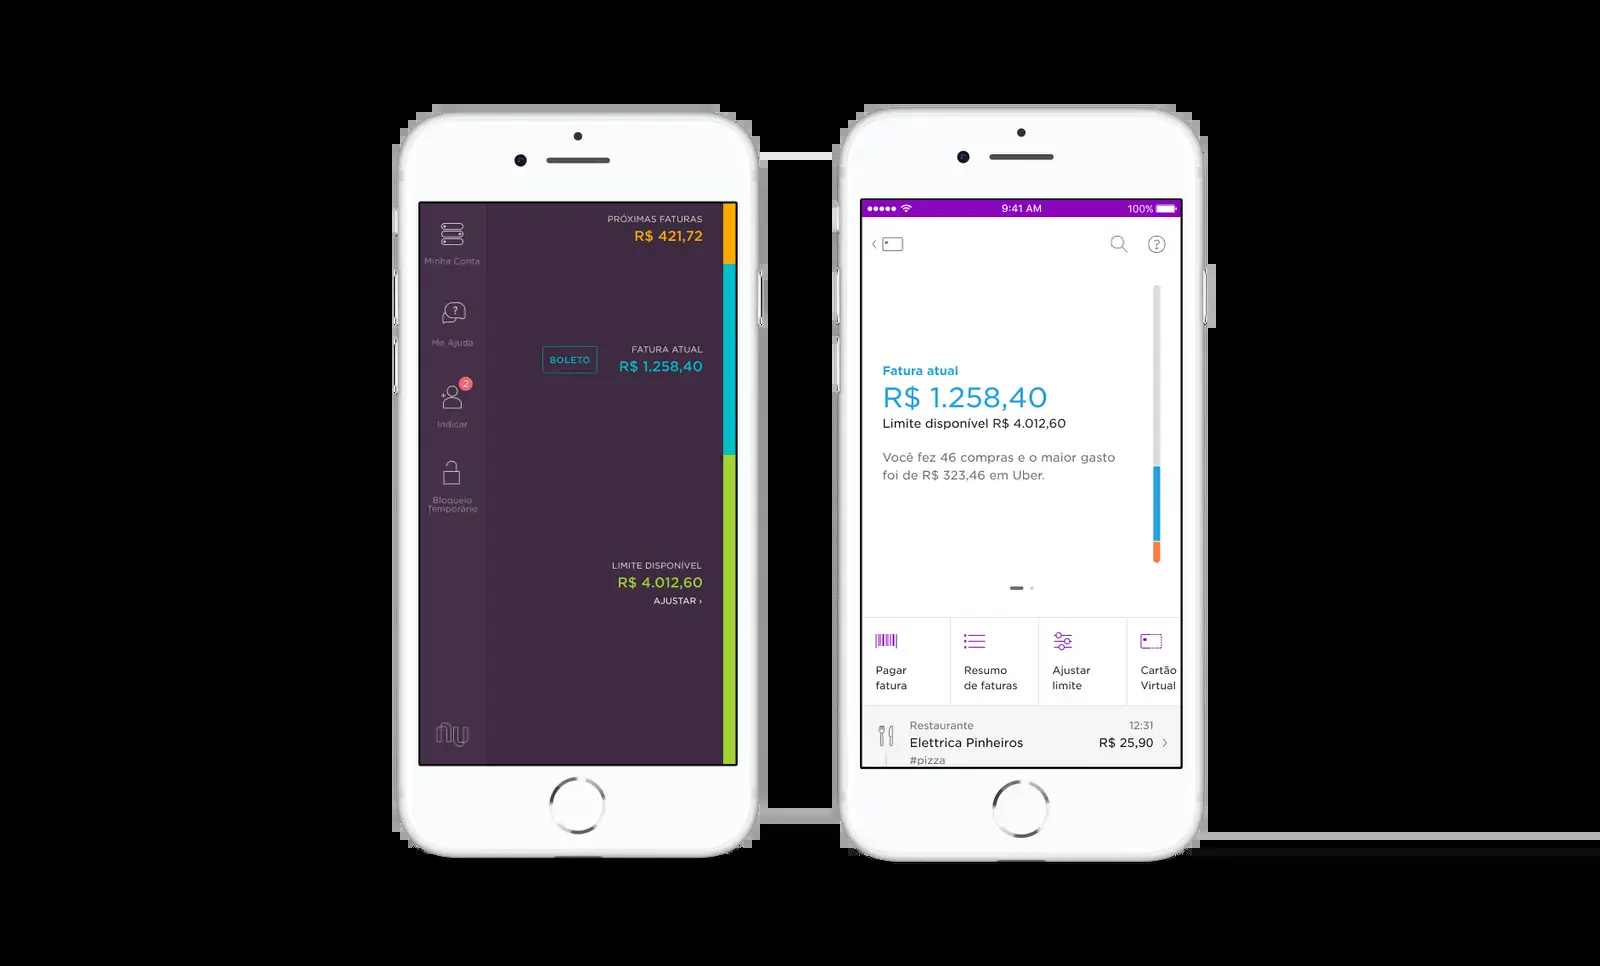 PRÓXIMAS FATURAS
R$ 421,72
Minha Conta
Me Ajuda
BOLETO
FATURA ATUAL
R$ 1.258,40
2
Indicar
Bloqueio
Temporário
LIMITE DISPONÍVEL
R$ 4.012,60
AJUSTAR ›
nu
9:41 AM
100%
Fatura atual
R$ 1.258,40
Limite disponível R$ 4.012,60
Você fez 46 compras e o maior gasto
foi de R$ 323,46 em Uber.
Pagar
fatura
Resumo
de faturas
Ajustar
limite
Cartão
Virtual
Restaurante
12:31
Elettrica Pinheiros
R$ 25,90
#pizza